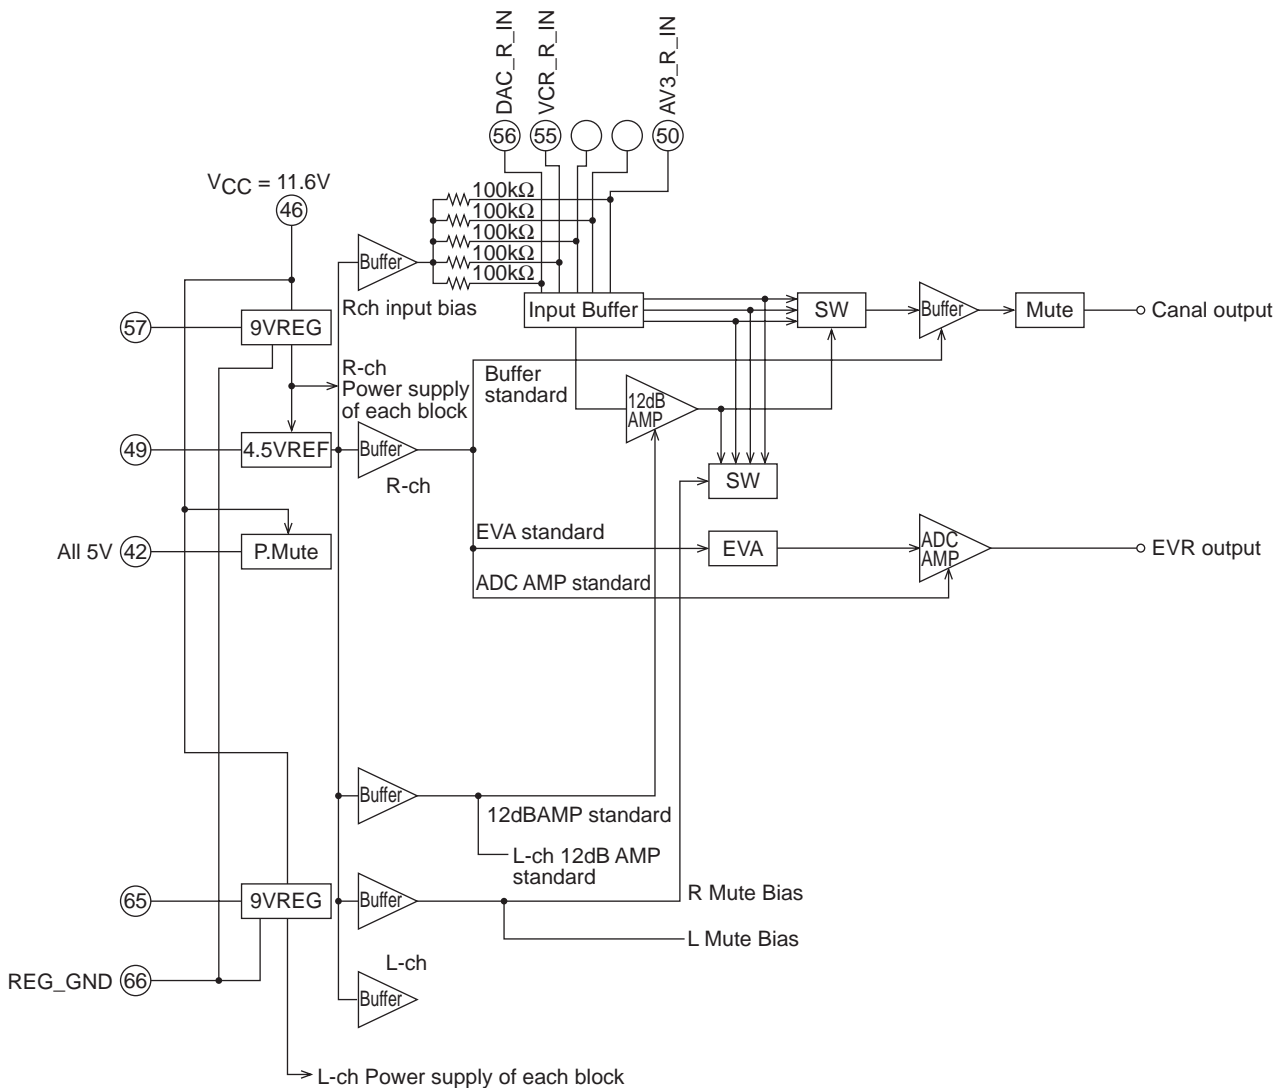 DAC_R_IN
VCR_R_IN
AV3_R_IN
56
55
50
VCC = 11.6V
46
100kΩ
100kΩ
100kΩ
100kΩ
100kΩ
Buffer
Rch input bias
Input Buffer
SW
Buffer
Mute
Canal output
57
9VREG
R-ch
Power supply
of each block
Buffer
standard
12dB
AMP
49
4.5VREF
Buffer
R-ch
SW
All 5V
42
P.Mute
EVA standard
EVA
ADC
AMP
EVR output
ADC AMP standard
Buffer
12dBAMP standard
L-ch 12dB AMP
standard
65
9VREG
Buffer
R Mute Bias
L Mute Bias
REG_GND
66
L-ch
Buffer
L-ch Power supply of each block